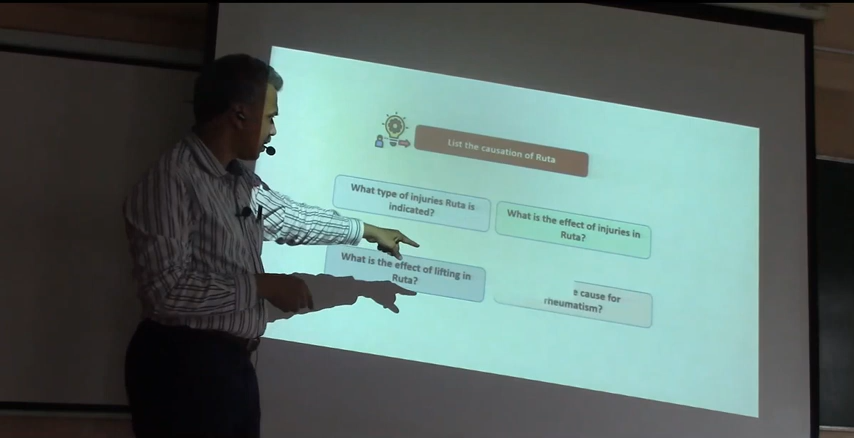 List the causation of Ruta
What type of injuries Ruta is
indicated?
What is the effect of injuries in
Ruta?
What is the effect of lifting in
Ruta?
e cause for
rheumatism?